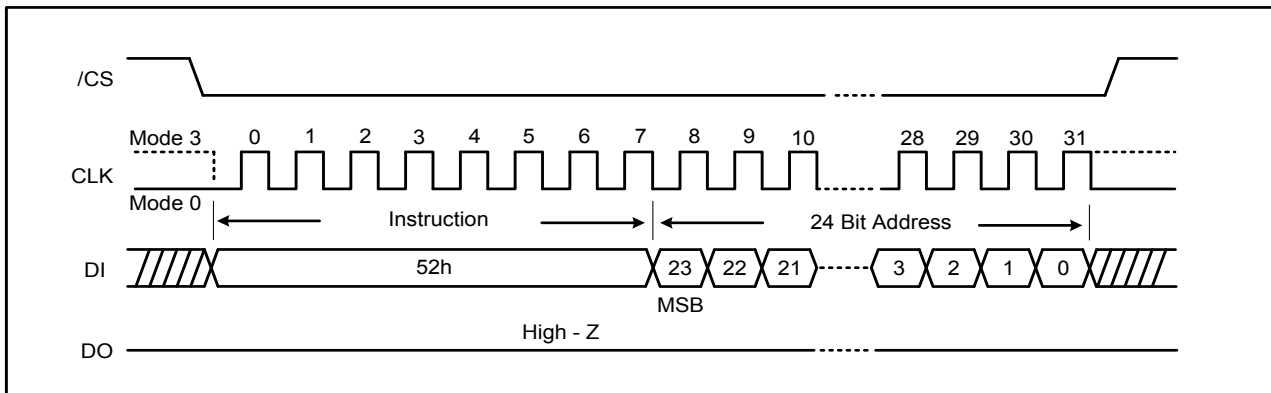 /CS
Mode 3 0 1 2 3 4 5 6 7 8 9 10 28 29 30 31
CLK
Mode 0
Instruction 24 Bit Address
DI 52h 23 22 21 3 2 1 0
MSB
High - Z
DO